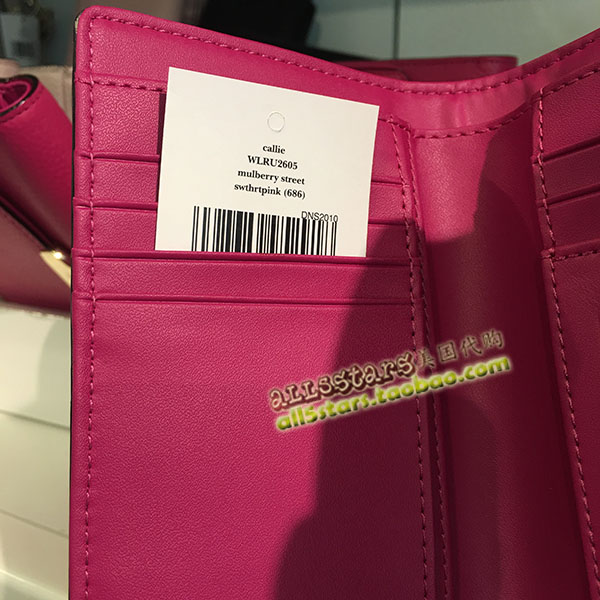 callie
WLRU2605
mulberry street
swthrtpink (686)
DNS2010
allsstars美国代购
all5stars.taobao.com